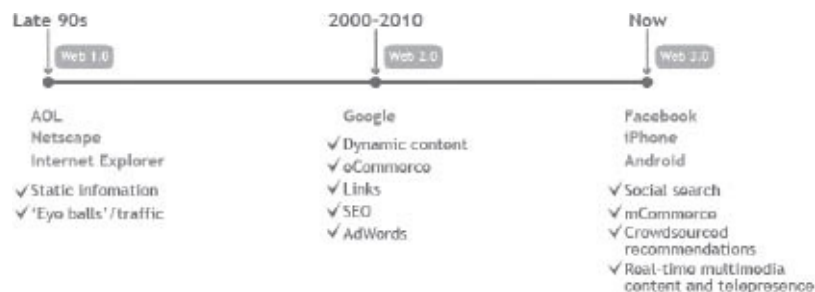 Late 90s
2000-2010
Now
Web 1.0
Web 2.0
Web 3.0
AOL
Netscape
Internet Explorer
✓ Static infomation
✓ 'Eye balls'/traffic
Google
✓ Dynamic content
✓ eCommerce
✓ Links
✓ SEO
✓ AdWords
Facebook
iPhone
Android
✓ Social search
✓ mCommerce
✓ Crowdsourced
recommendations
✓ Real-time multimedia
content and telepresence